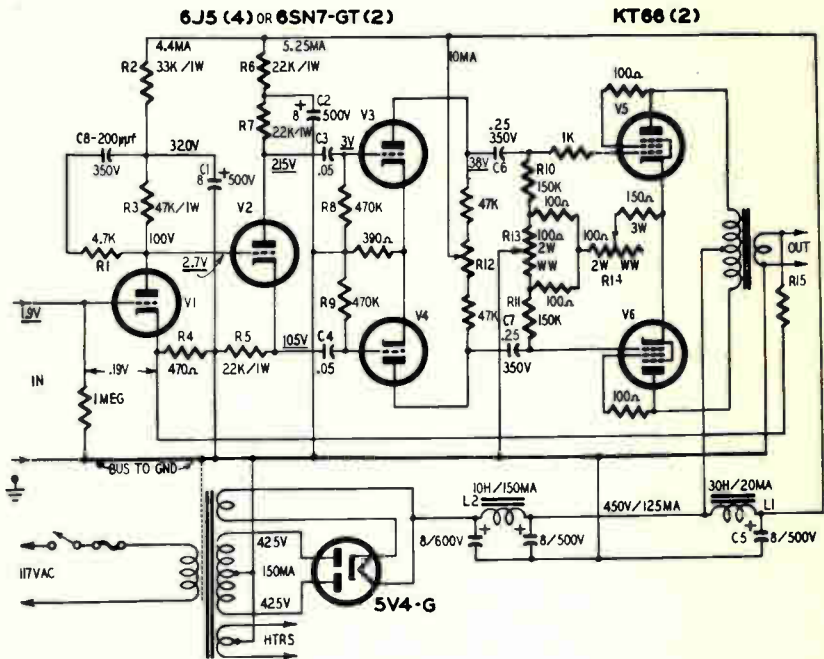 6J5 (4) OR 6SN7-GT (2)
KT66 (2)
4.4MA
R2
33K/1W
5.25MA
R6
22K/1W
10MA
100Ω
V5
C8-200μμf
350V
320V
C1
8
+
500V
R7
22K/1W
C2
8
+
500V
C3
.05
3V
V3
.25
350V
38V
C6
1K
R10
150K
R3
47K/1W
215V
R8
470K
47K
100Ω
150Ω
3W
4.7K
R1
100V
V2
2.7V
390Ω
R12
R13
100Ω
2W
WW
100Ω
2W
WW
R14
OUT
R15
1.9V
V1
R9
470K
47K
R11
150K
100Ω
V6
IN
.19V
1MEG
R4
470Ω
R5
22K/1W
105V
C4
.05
V4
C7
.25
350V
100Ω
BUS TO GND
117VAC
425V
150MA
425V
HTRS
5V4-G
10H/150MA
L2
8/600V
+
8/500V
+
450V/125MA
30H/20MA
L1
C5
+
8/500V